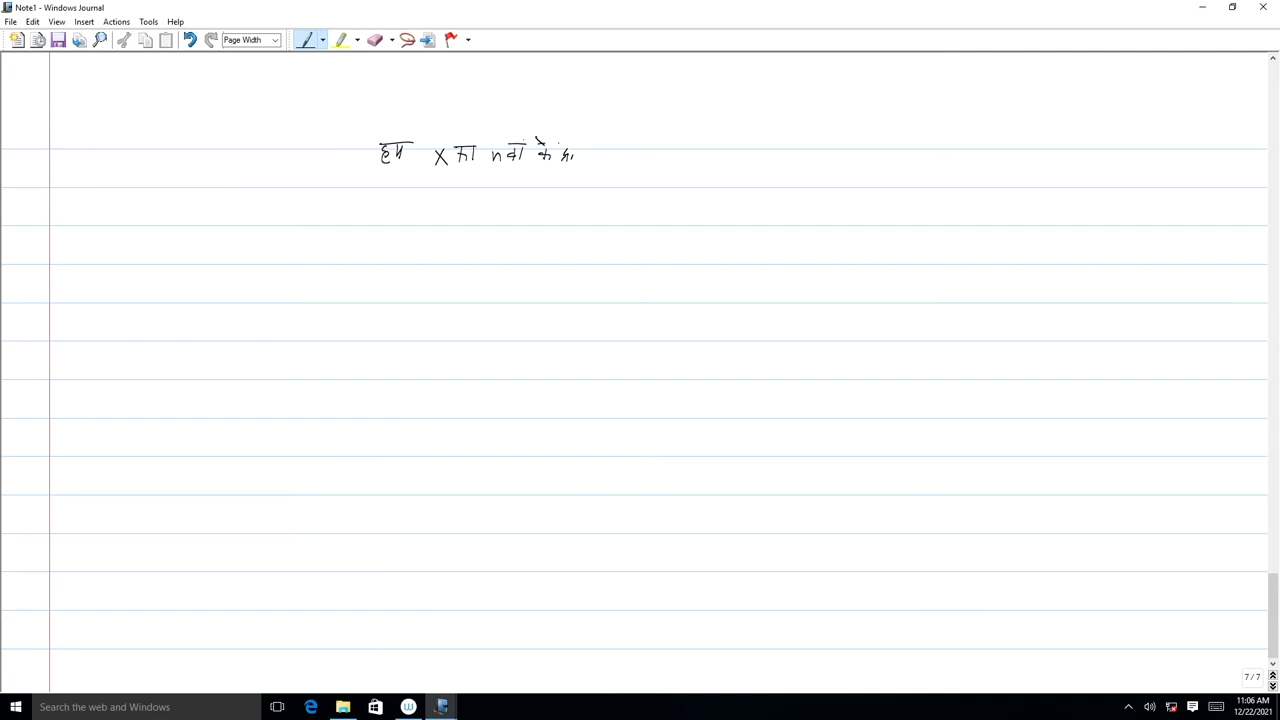 Note1 - Windows Journal
File Edit View Insert Actions Tools Help
Page Width
हम X का n वां
7 / 7
Search the web and Windows
11:06 AM
12/22/2021